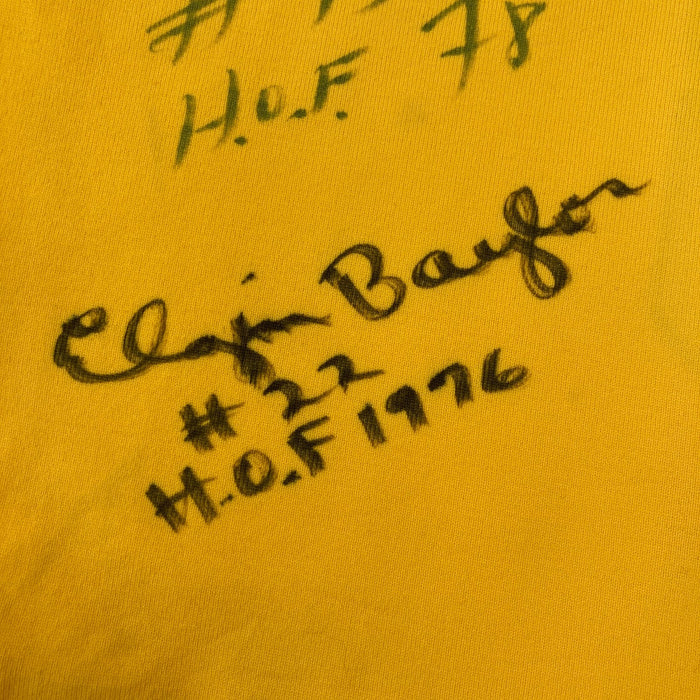 H.O.F. 78
Elgin Baylor
# 22
H.O.F 1976